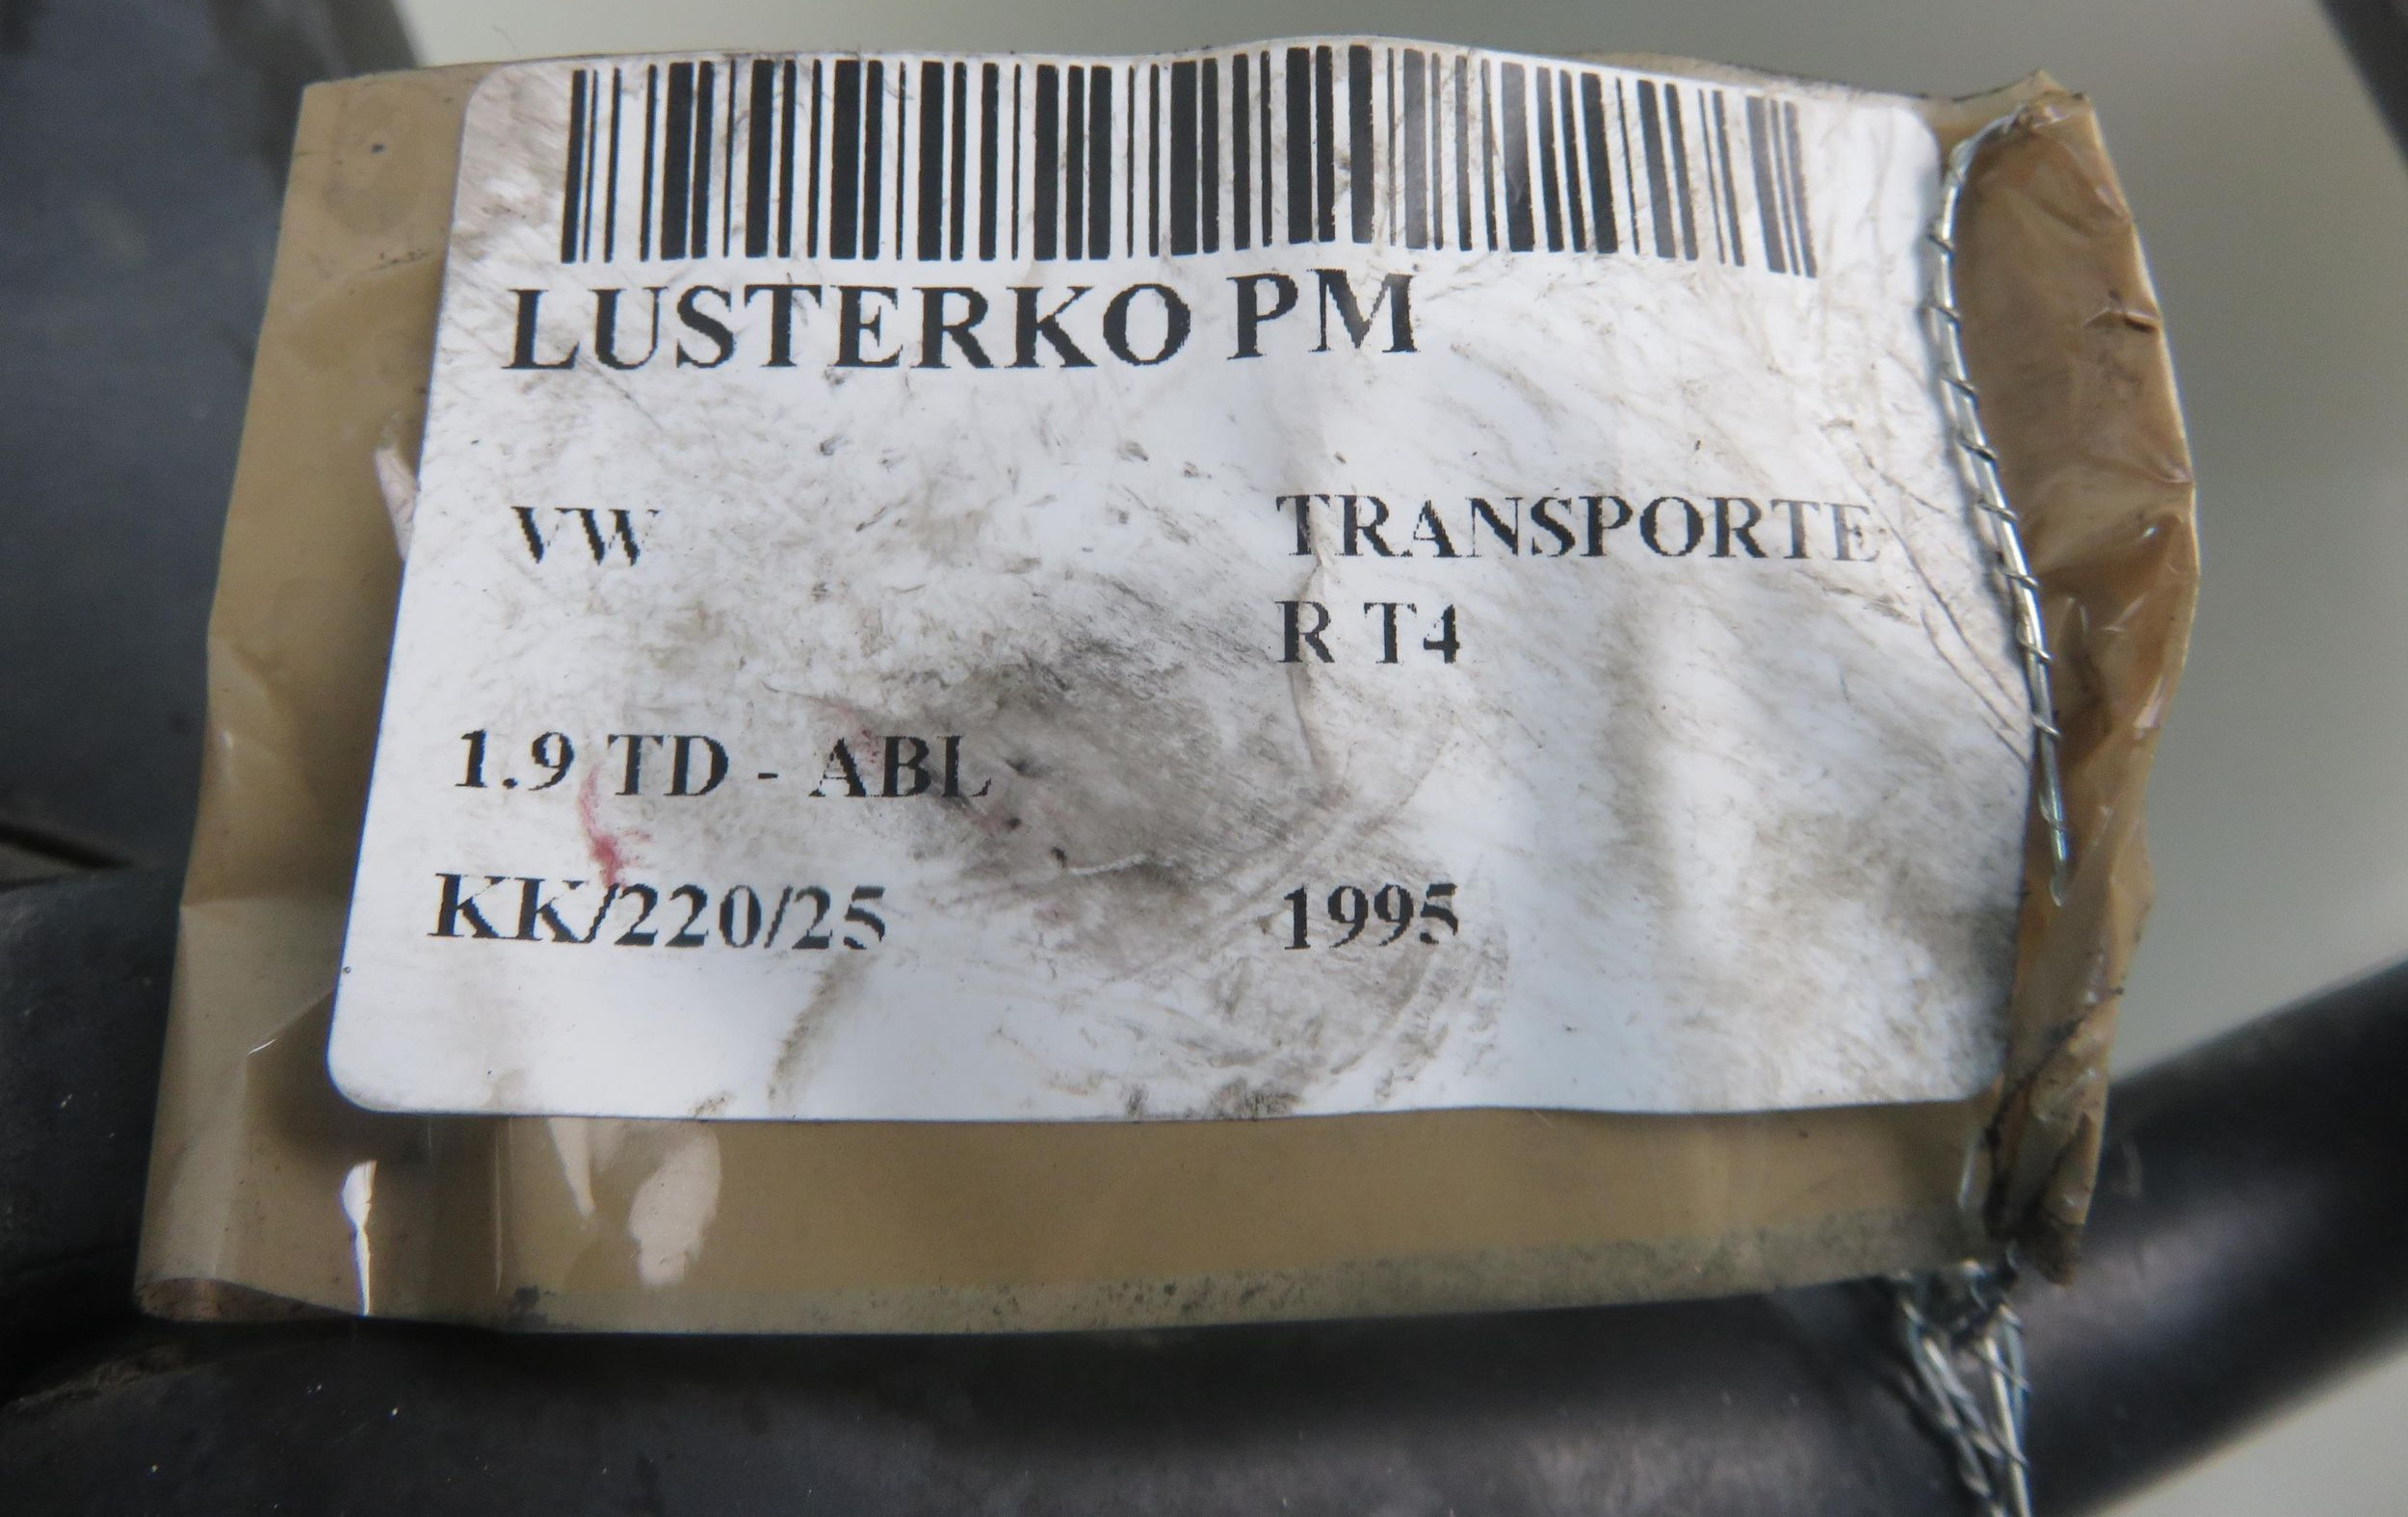 LUSTERKO PM
VW
TRANSPORTE
R T4
1.9 TD - ABL
KK/220/25 1995